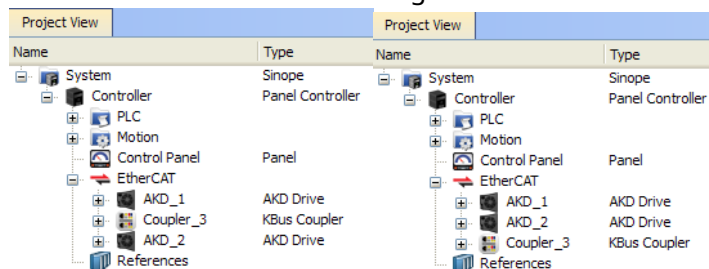 Project View
Name Type
System Sinope
Controller Panel Controller
PLC
Motion
Control Panel Panel
EtherCAT
AKD_1 AKD Drive
Coupler_3 KBus Coupler
AKD_2 AKD Drive
References
Project View
Name Type
System Sinope
Controller Panel Controller
PLC
Motion
Control Panel Panel
EtherCAT
AKD_1 AKD Drive
AKD_2 AKD Drive
Coupler_3 KBus Coupler
References